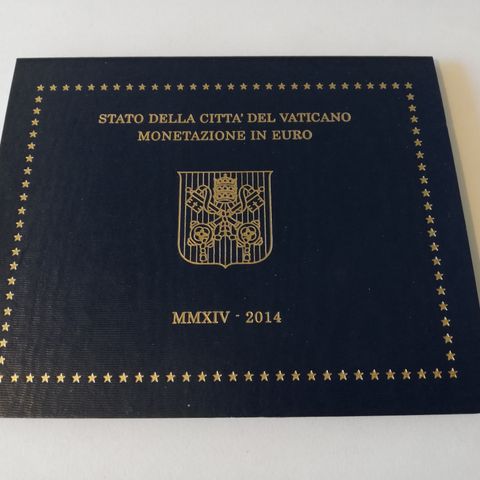 STATO DELLA CITTA' DEL VATICANO
MONETAZIONE IN EURO
MMXIV - 2014